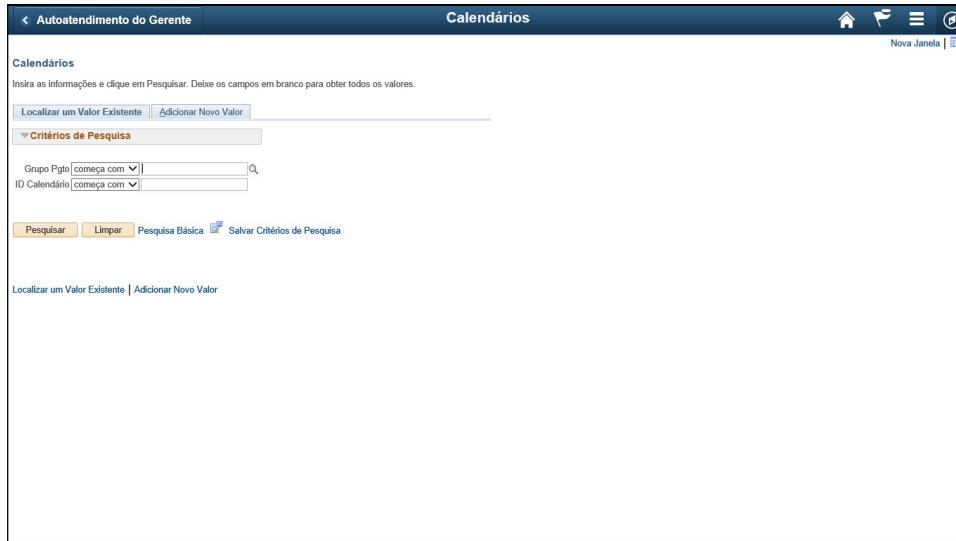 Autoatendimento do Gerente Calendários
Nova Janela |
Calendários
Insira as informações e clique em Pesquisar. Deixe os campos em branco para obter todos os valores.
Localizar um Valor Existente Adicionar Novo Valor
Critérios de Pesquisa
Grupo Pgto começa com
ID Calendário começa com
Pesquisar Limpar Pesquisa Básica Salvar Critérios de Pesquisa
Localizar um Valor Existente | Adicionar Novo Valor